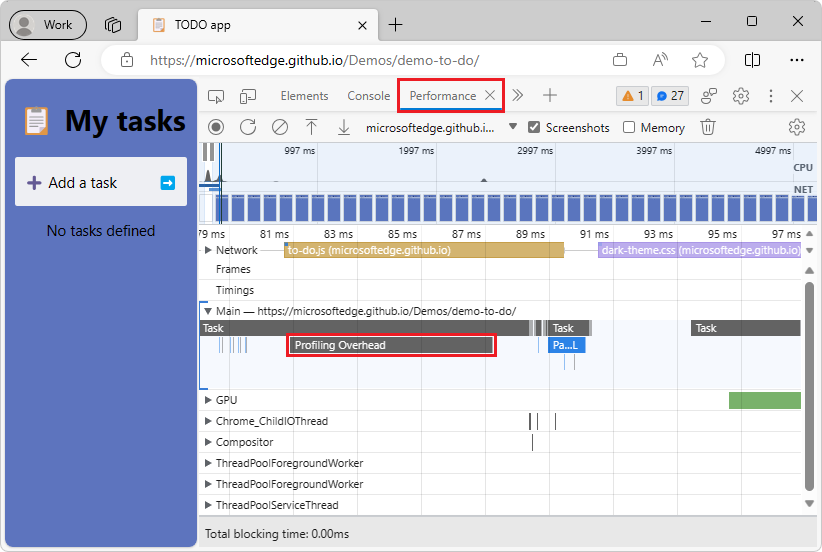 Work
TODO app
https://microsoftedge.github.io/Demos/demo-to-do/
My tasks
Add a task
No tasks defined
Elements Console Performance 1 27
microsoftedge.github.i... Screenshots Memory
997 ms 1997 ms 2997 ms 3997 ms 4997 ms
CPU
NET
79 ms 81 ms 83 ms 85 ms 87 ms 89 ms 91 ms 93 ms 95 ms 97 ms
Network to-do.js (microsoftedge.github.io) dark-theme.css (microsoftedge.github.io)
Frames
Timings
Main — https://microsoftedge.github.io/Demos/demo-to-do/
Task Task Task
Profiling Overhead Pa...L
GPU
Chrome_ChildIOThread
Compositor
ThreadPoolForegroundWorker
ThreadPoolForegroundWorker
ThreadPoolServiceThread
Total blocking time: 0.00ms